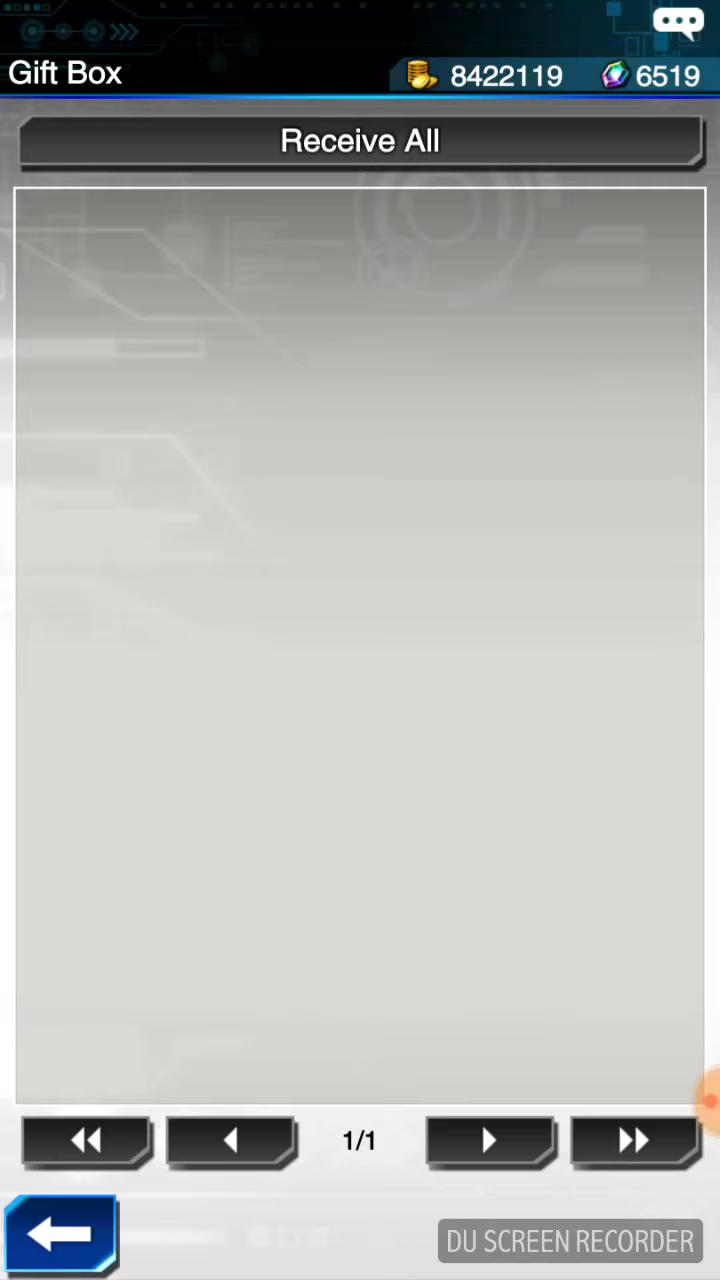 Gift Box
8422119
6519
Receive All
1/1
DU SCREEN RECORDER